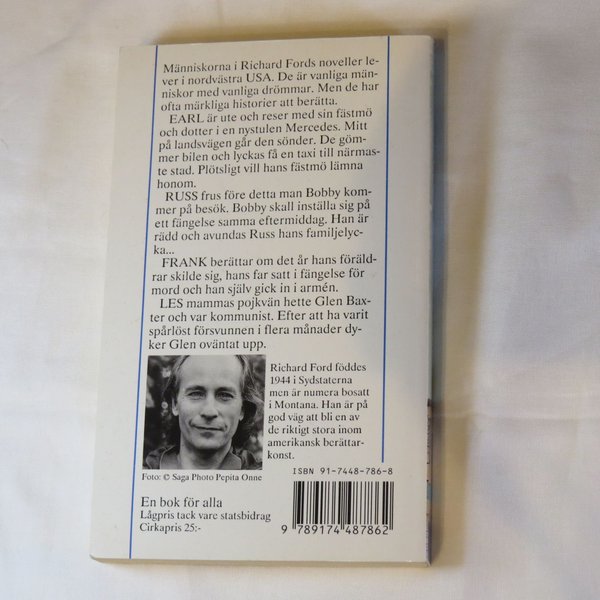 Människorna i Richard Fords noveller le-
ver i nordvästra USA. De är vanliga män-
niskor med vanliga drömmar. Men de har
ofta märkliga historier att berätta.
EARL är ute och reser med sin fästmö
och dotter i en nystulen Mercedes. Mitt
på landsvägen går den sönder. De göm-
mer bilen och lyckas få en taxi till närmas-
te stad. Plötsligt vill hans fästmö lämna
honom.
RUSS frus före detta man Bobby kom-
mer på besök. Bobby skall inställa sig på
ett fängelse samma eftermiddag. Han är
rädd och avundas Russ hans familjelyc-
ka...
FRANK berättar om det år hans föräld-
rar skilde sig, hans far satt i fängelse för
mord och han själv gick in i armén.
LES mammas pojkvän hette Glen Bax-
ter och var kommunist. Efter att ha varit
spårlöst försvunnen i flera månader dy-
ker Glen oväntat upp.
Richard Ford föddes
1944 i Sydstaterna
men är numera bosatt
i Montana. Han är på
god väg att bli en av
de riktigt stora inom
amerikansk berättar-
konst.
Foto: © Saga Photo Pepita Onne
ISBN 91-7448-786-8
En bok för alla
Lågpris tack vare statsbidrag
Cirkapris 25:-
9 789174 487862